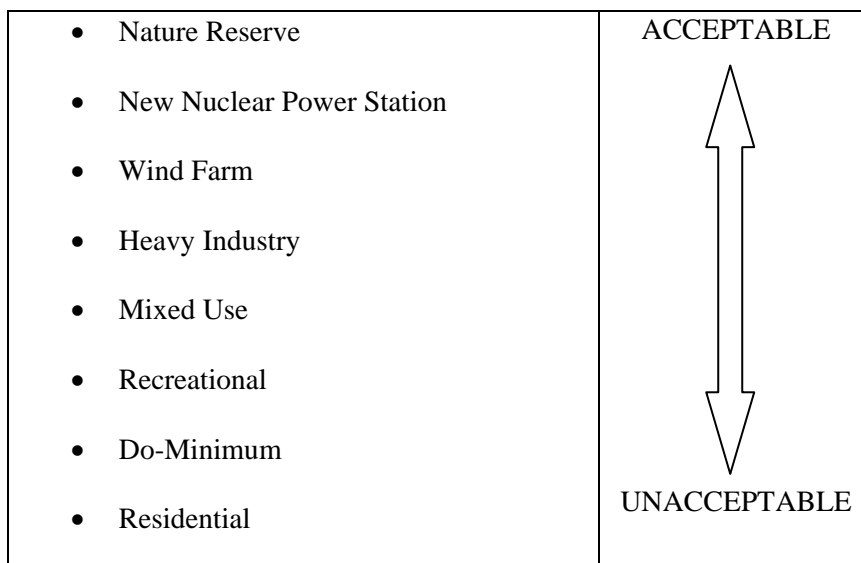 • Nature Reserve
ACCEPTABLE
• New Nuclear Power Station
• Wind Farm
• Heavy Industry
• Mixed Use
• Recreational
• Do-Minimum
UNACCEPTABLE
• Residential